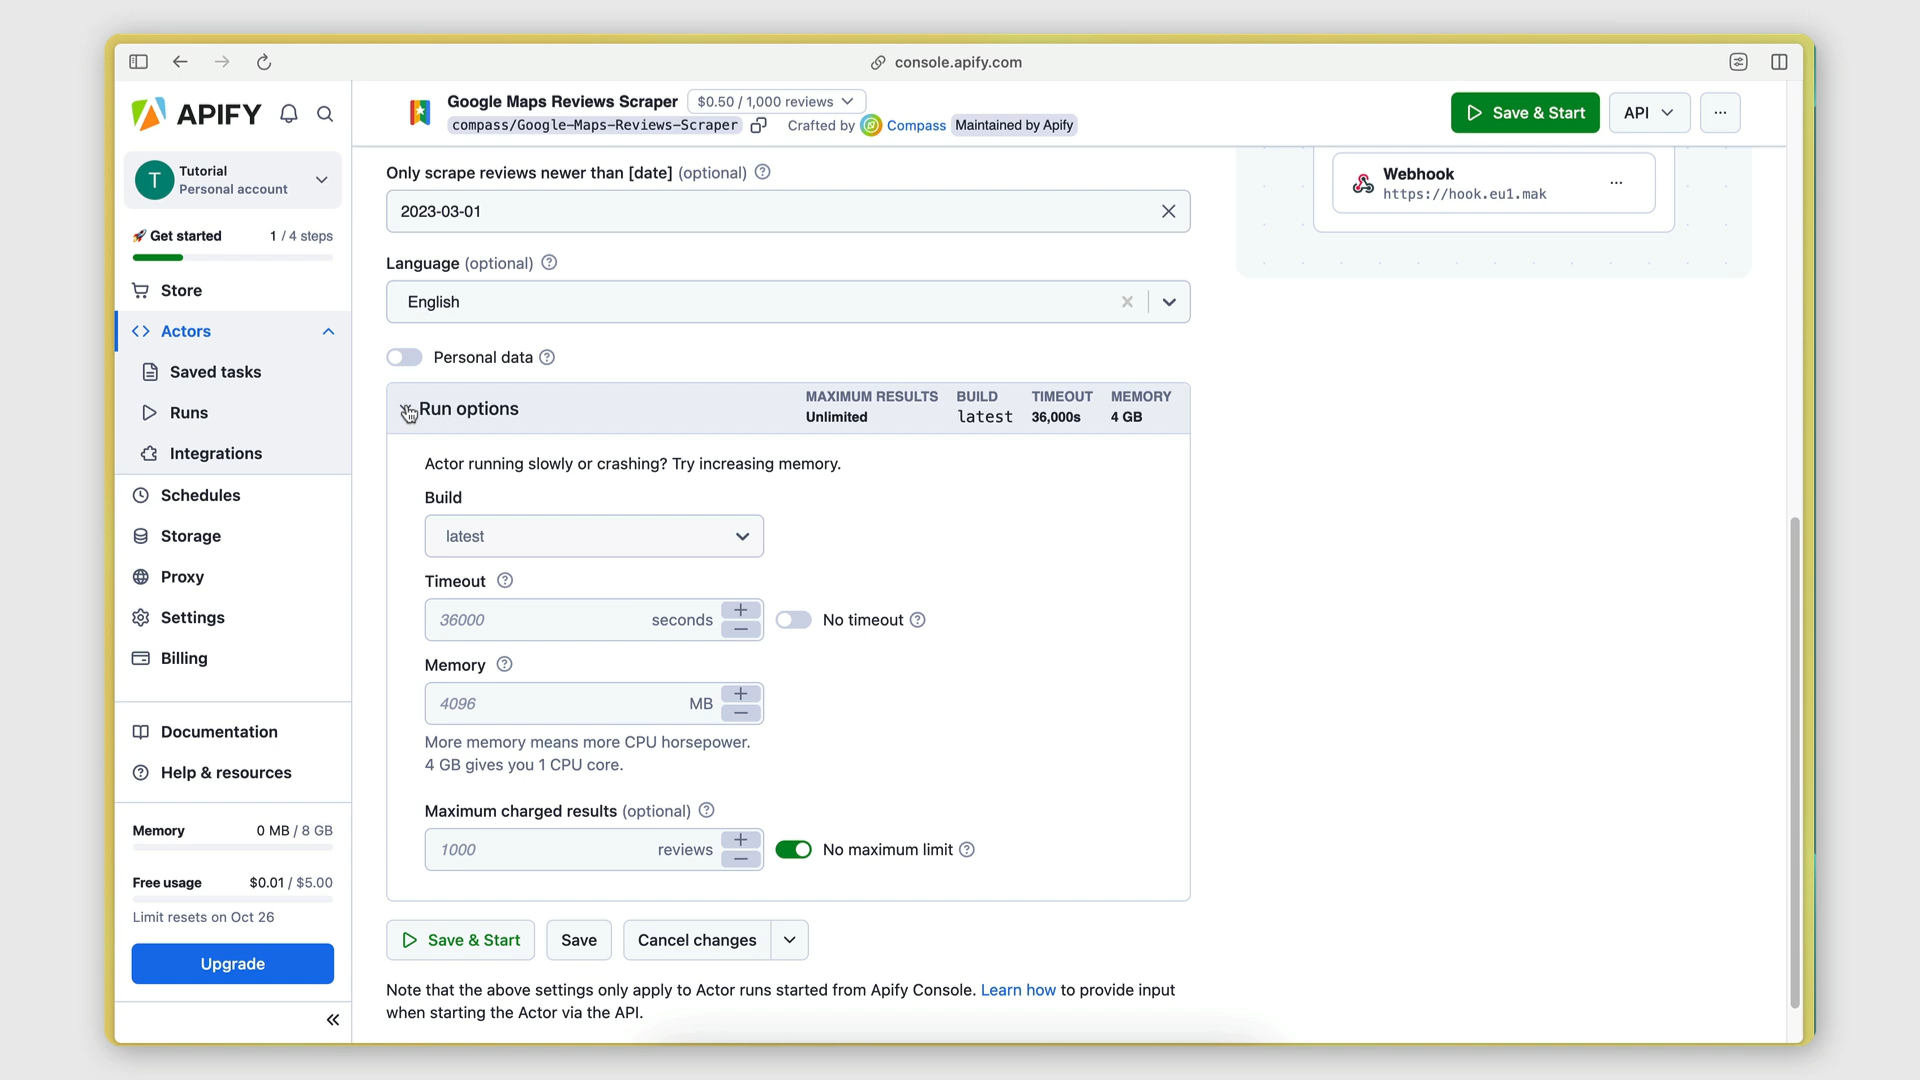 console.apify.com
APIFY
Google Maps Reviews Scraper
$0.50 / 1,000 reviews
compass/Google-Maps-Reviews-Scraper
Crafted by Compass
Maintained by Apify
Save & Start
API
T
Tutorial
Personal account
Get started
1 / 4 steps
Store
Actors
Saved tasks
Runs
Integrations
Schedules
Storage
Proxy
Settings
Billing
Documentation
Help & resources
Memory
0 MB / 8 GB
Free usage
$0.01 / $5.00
Limit resets on Oct 26
Upgrade
Only scrape reviews newer than [date] (optional)
2023-03-01
Language (optional)
English
Personal data
Run options
MAXIMUM RESULTS
Unlimited
BUILD
latest
TIMEOUT
36,000s
MEMORY
4 GB
Actor running slowly or crashing? Try increasing memory.
Build
latest
Timeout
36000 seconds
No timeout
Memory
4096 MB
More memory means more CPU horsepower.
4 GB gives you 1 CPU core.
Maximum charged results (optional)
1000 reviews
No maximum limit
Save & Start
Save
Cancel changes
Note that the above settings only apply to Actor runs started from Apify Console. Learn how to provide input
when starting the Actor via the API.
Webhook
https://hook.eu1.mak